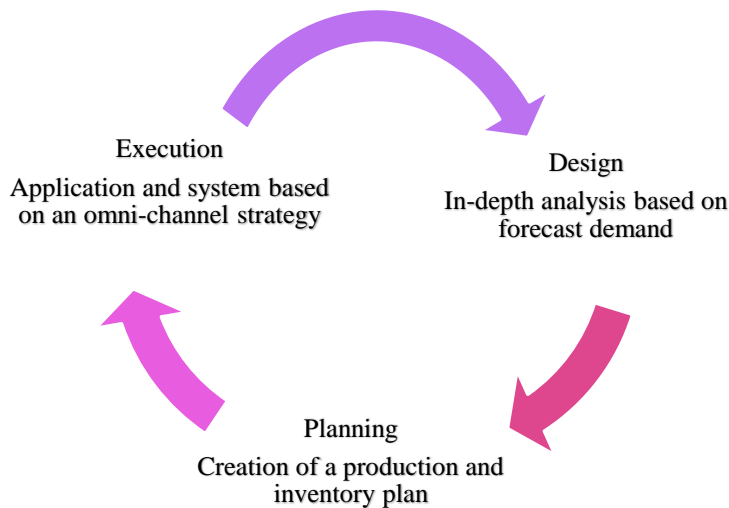 Execution
Application and system based
on an omni-channel strategy
Design
In-depth analysis based on
forecast demand
Planning
Creation of a production and
inventory plan